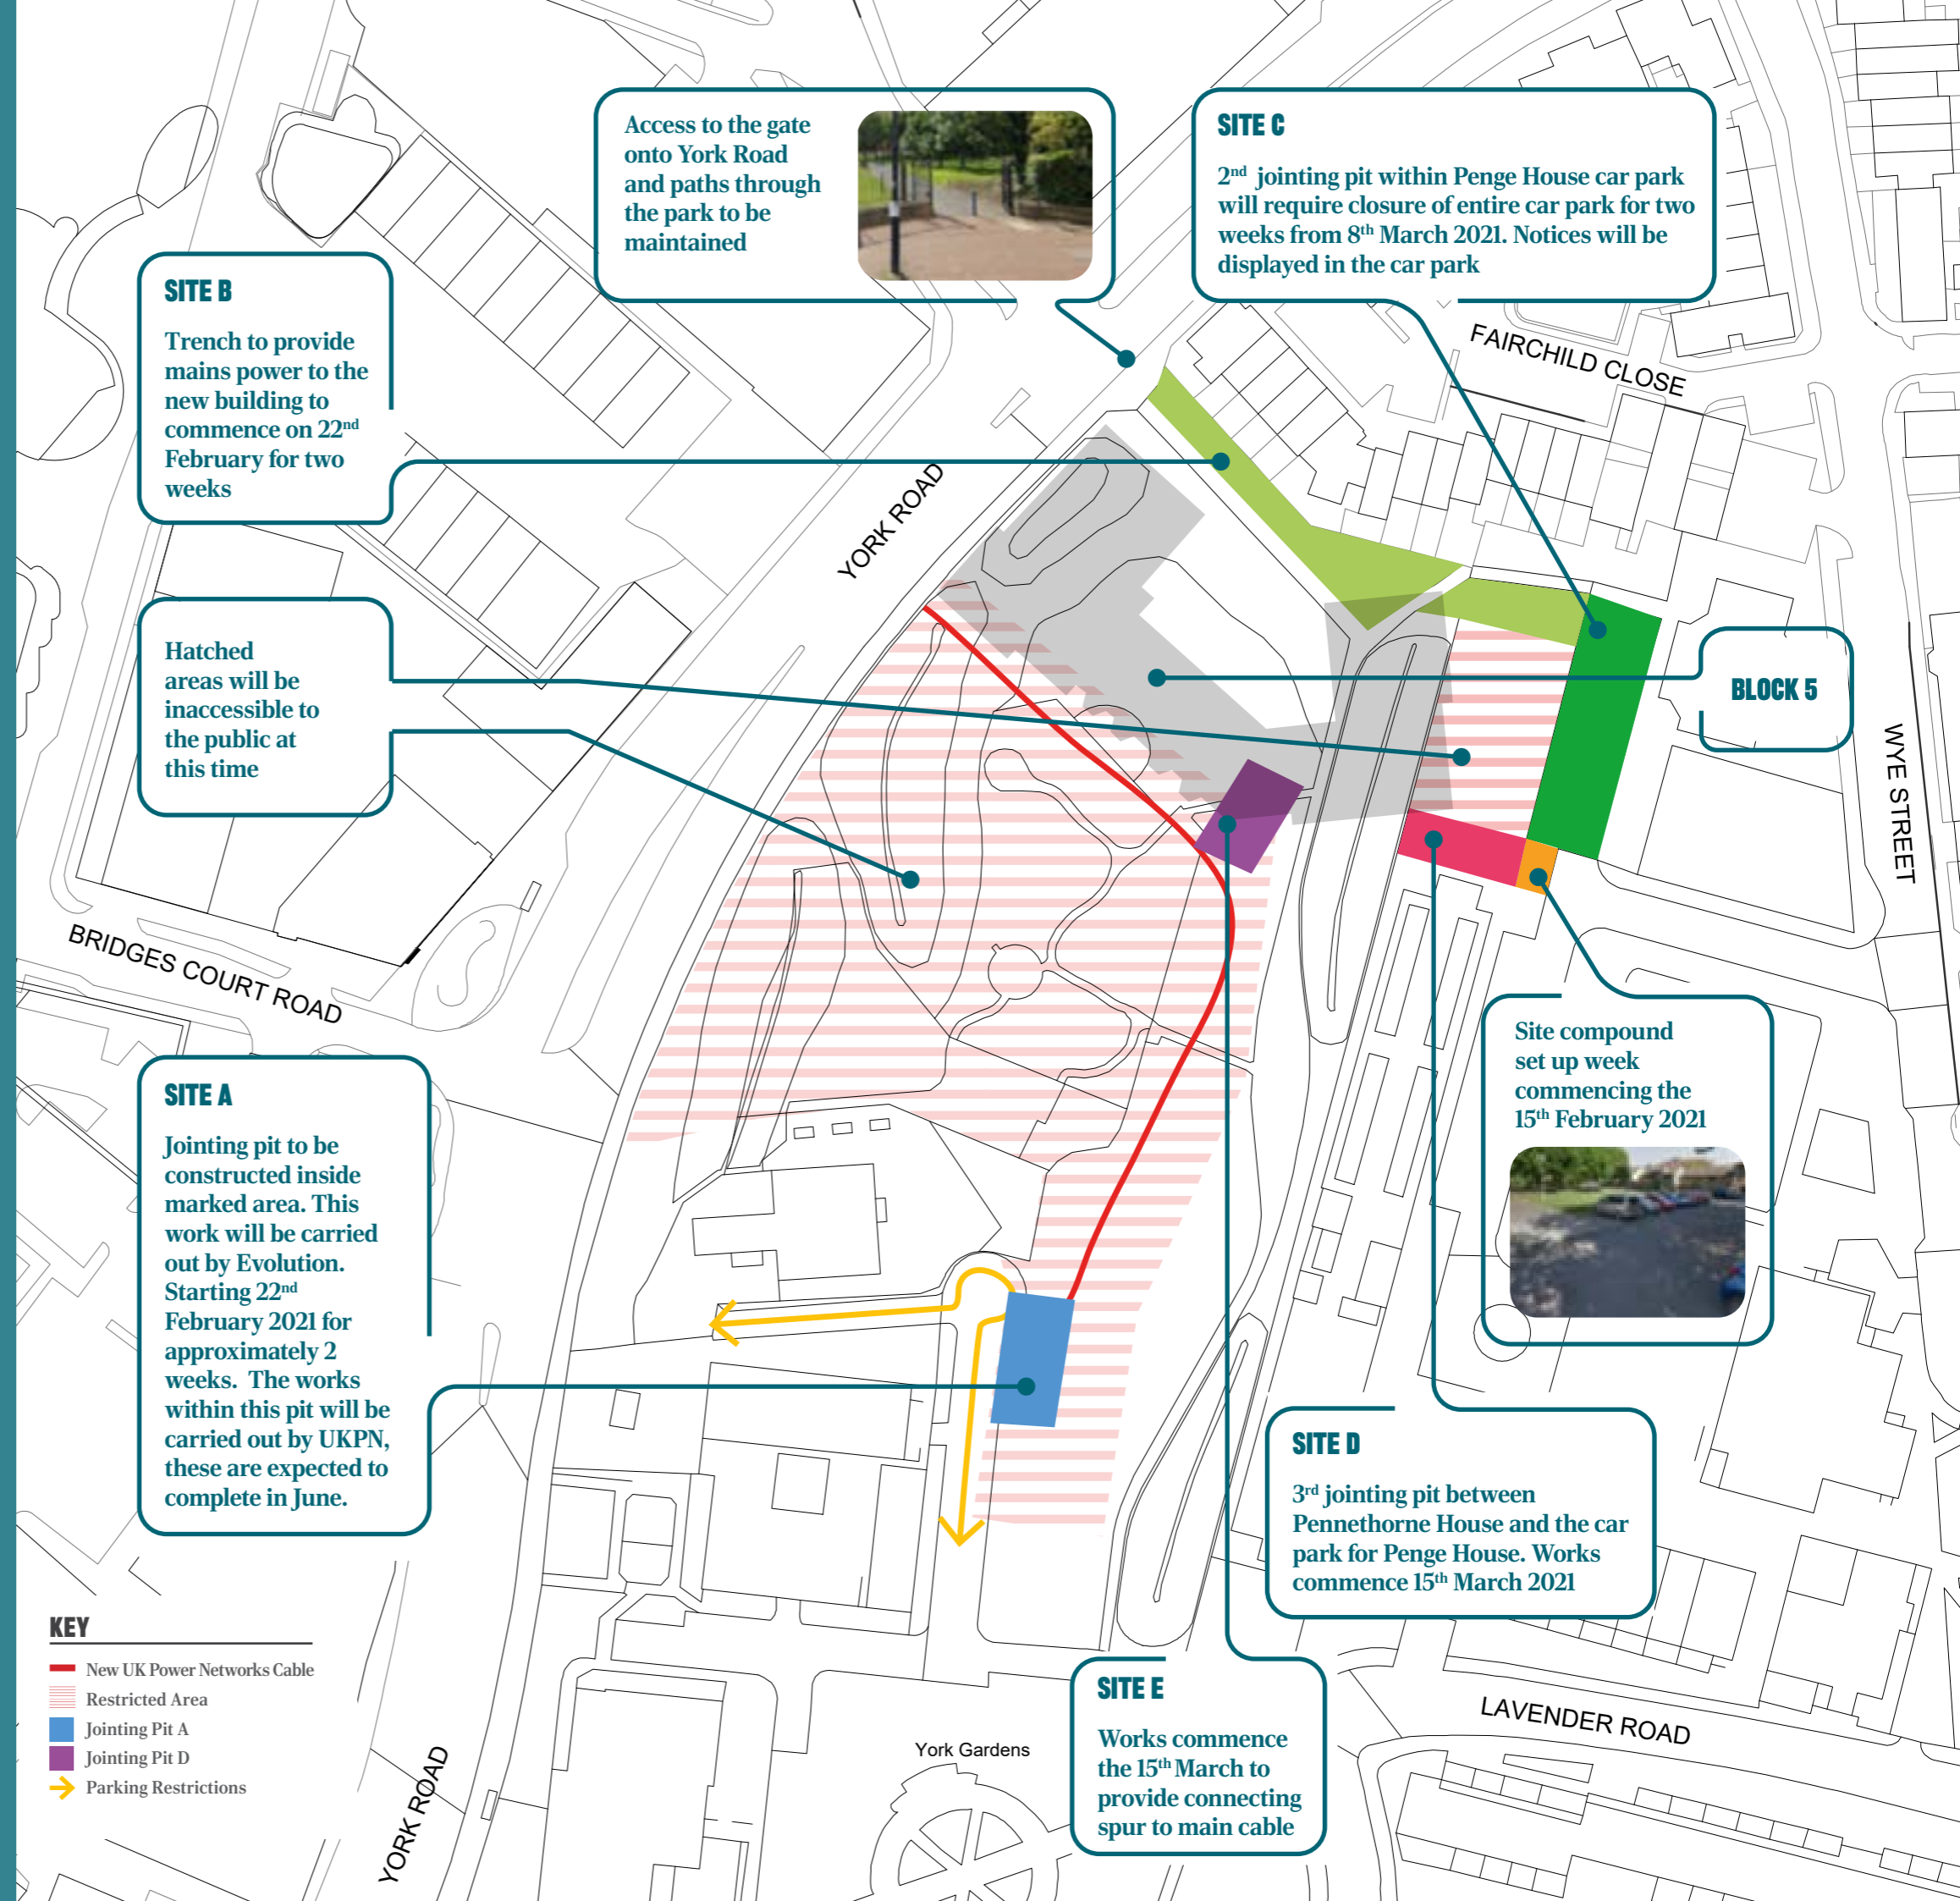 Access to the gate
onto York Road
and paths through
the park to be
maintained
SITE C
2nd jointing pit within Penge House car park
will require closure of entire car park for two
weeks from 8th March 2021. Notices will be
displayed in the car park
SITE B
Trench to provide
mains power to the
new building to
commence on 22nd
February for two
weeks
FAIRCHILD CLOSE
YORK ROAD
Hatched
areas will be
inaccessible to
the public at
this time
BLOCK 5
WYE STREET
BRIDGES COURT ROAD
Site compound
set up week
commencing the
15th February 2021
SITE A
Jointing pit to be
constructed inside
marked area. This
work will be carried
out by Evolution.
Starting 22nd
February 2021 for
approximately 2
weeks. The works
within this pit will be
carried out by UKPN,
these are expected to
complete in June.
SITE D
3rd jointing pit between
Pennethorne House and the car
park for Penge House. Works
commence 15th March 2021
SITE E
Works commence
the 15th March to
provide connecting
spur to main cable
LAVENDER ROAD
York Gardens
YORK ROAD
KEY
New UK Power Networks Cable
Restricted Area
Jointing Pit A
Jointing Pit D
Parking Restrictions